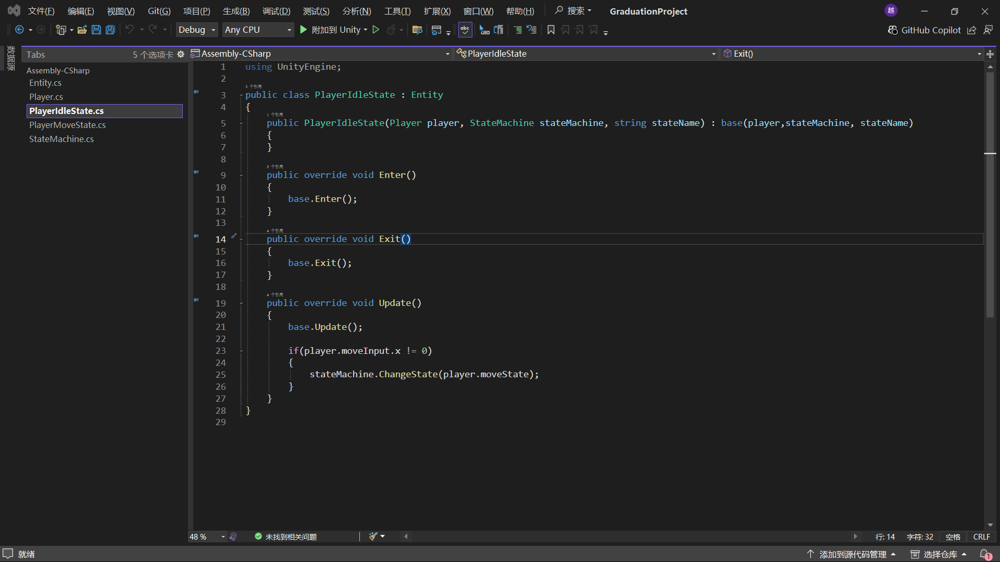 文件(F) 编辑(E) 视图(V) Git(G) 项目(P) 生成(B) 调试(D) 测试(S) 分析(N) 工具(T) 扩展(X) 窗口(W) 帮助(H) 搜索 GraduationProject 越
Debug Any CPU 附加到 Unity abc GitHub Copilot
数据源
Tabs 5 个选项卡
Assembly-CSharp
Entity.cs
Player.cs
PlayerIdleState.cs
PlayerMoveState.cs
StateMachine.cs
Assembly-CSharp PlayerIdleState Exit()
1 using UnityEngine;
2
3 个引用
3 public class PlayerIdleState : Entity
4 {
1 个引用
5 public PlayerIdleState(Player player, StateMachine stateMachine, string stateName) : base(player,stateMachine, stateName)
6 {
7 }
8
5 个引用
9 public override void Enter()
10 {
11 base.Enter();
12 }
13
4 个引用
14 public override void Exit()
15 {
16 base.Exit();
17 }
18
4 个引用
19 public override void Update()
20 {
21 base.Update();
22
23 if(player.moveInput.x != 0)
24 {
25 stateMachine.ChangeState(player.moveState);
26 }
27 }
28 }
29
48 % 未找到相关问题 行: 14 字符: 32 空格 CRLF
就绪 添加到源代码管理 选择仓库 1